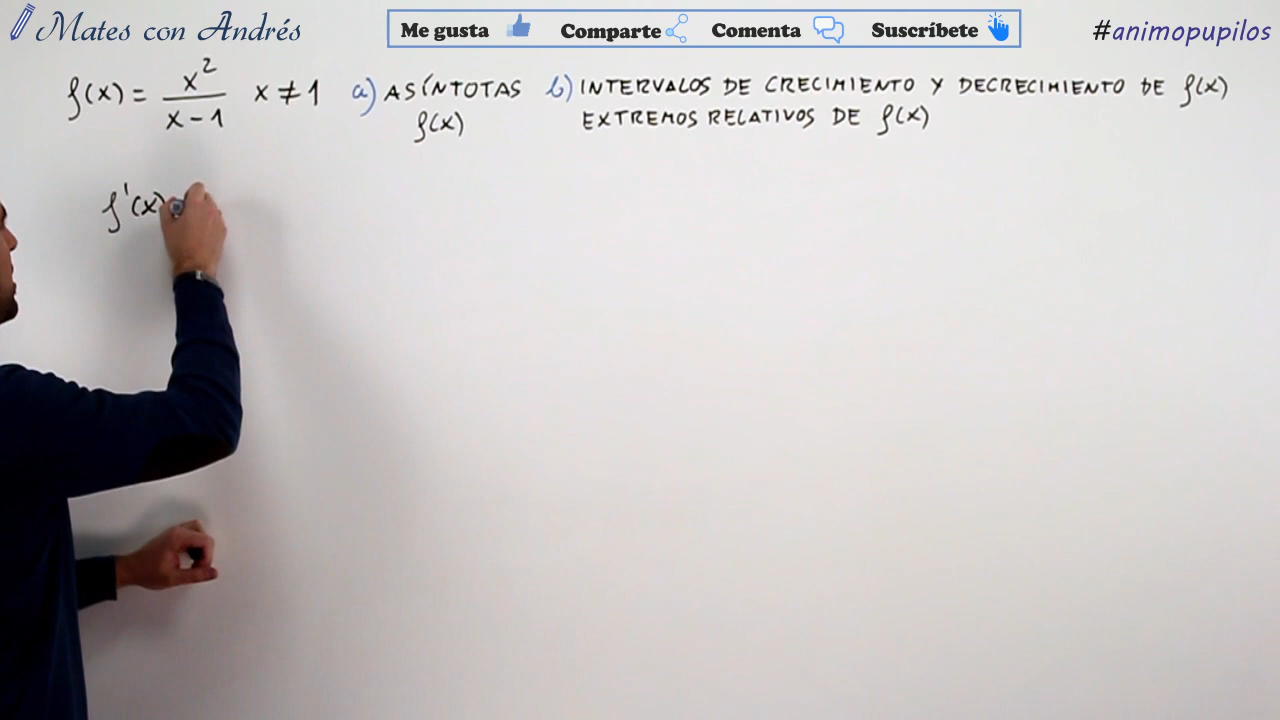 Mates con Andrés
Me gusta Comparte Comenta Suscríbete
#animopupilos
f(x) = x² / (x - 1) x ≠ 1
a) ASÍNTOTAS
f(x)
b) INTERVALOS DE CRECIMIENTO Y DECRECIMIENTO DE f(x)
EXTREMOS RELATIVOS DE f(x)
f'(x)